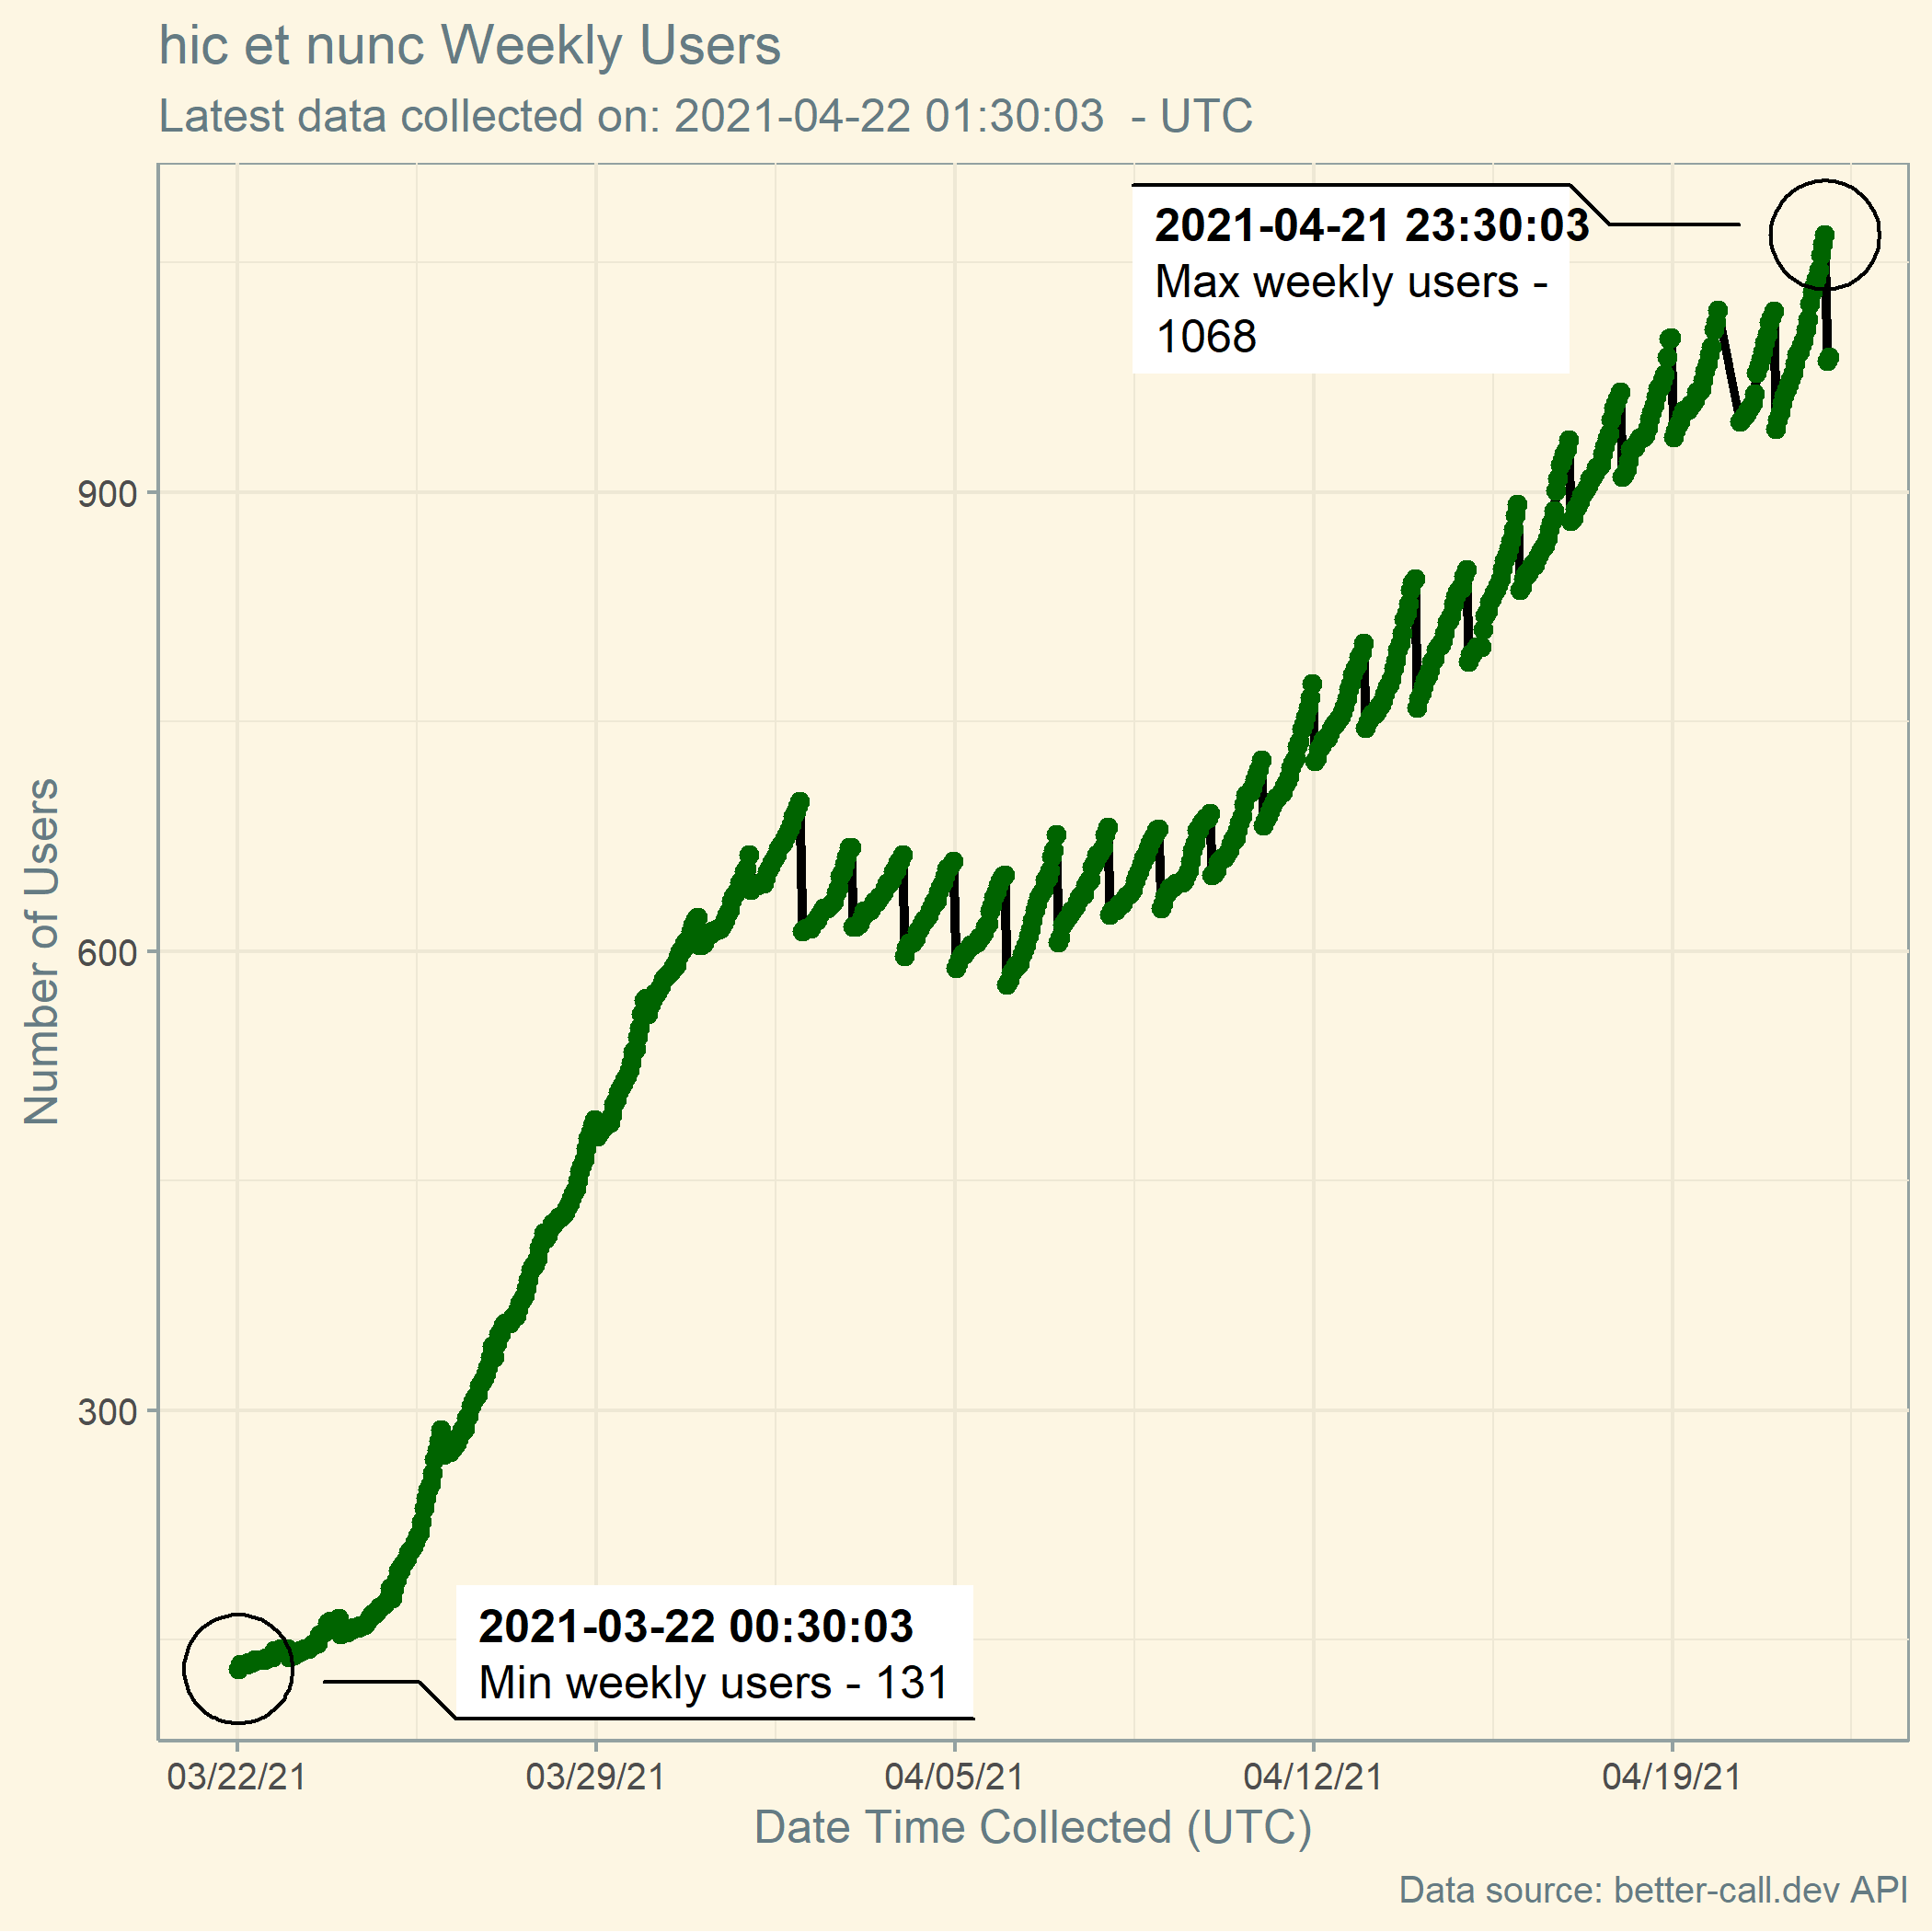 hic et nunc Weekly Users
Latest data collected on: 2021-04-22 01:30:03  - UTC
2021-04-21 23:30:03
Max weekly users -
1068
900
600
300
Number of Users
2021-03-22 00:30:03
Min weekly users - 131
03/22/21
03/29/21
04/05/21
04/12/21
04/19/21
Date Time Collected (UTC)
Data source: better-call.dev API